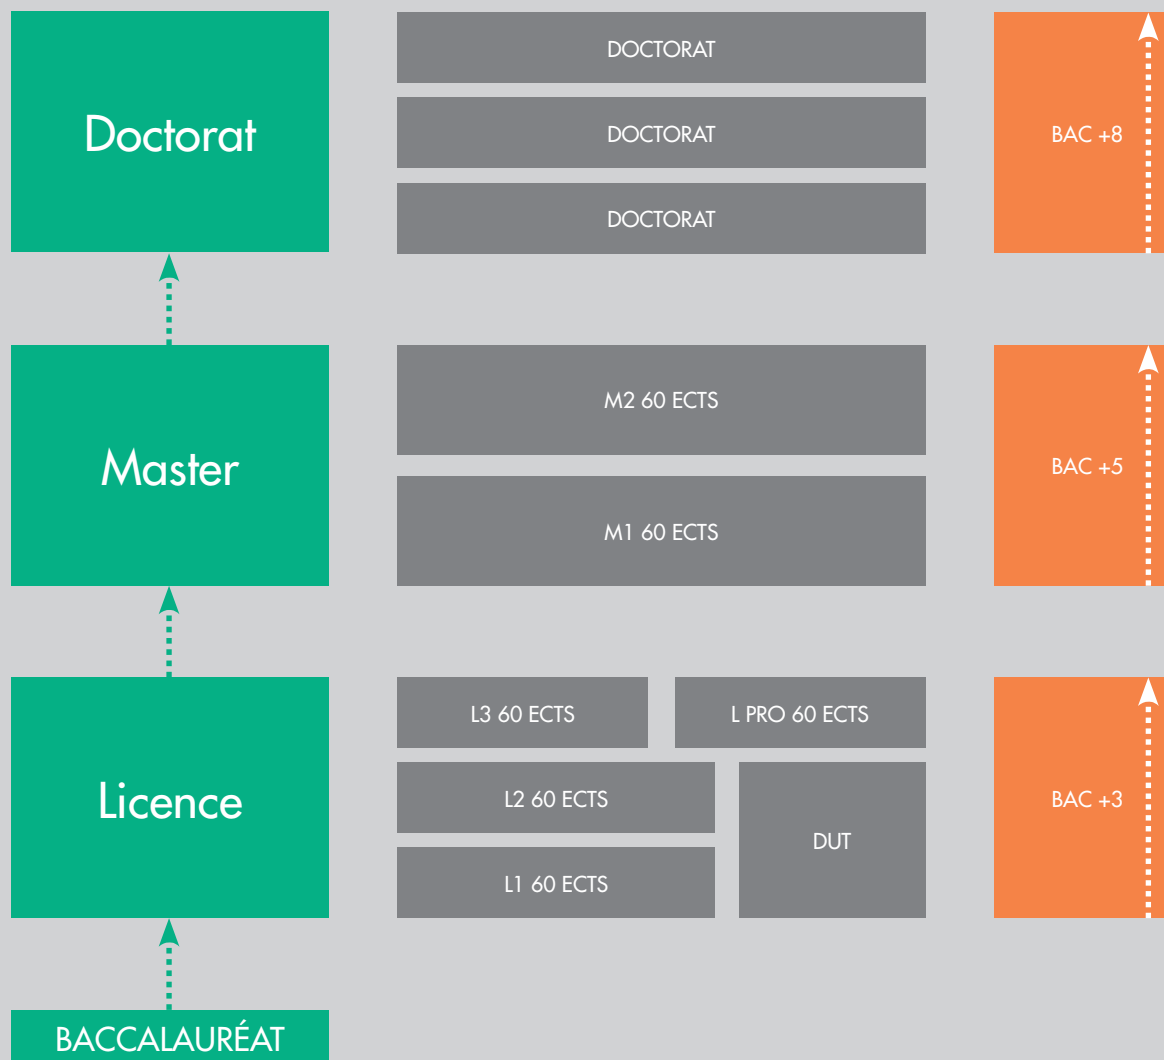 DOCTORAT
Doctorat
DOCTORAT
BAC +8
DOCTORAT
M2 60 ECTS
Master
BAC +5
M1 60 ECTS
L3 60 ECTS
L PRO 60 ECTS
Licence
L2 60 ECTS
BAC +3
DUT
L1 60 ECTS
BACCALAURÉAT